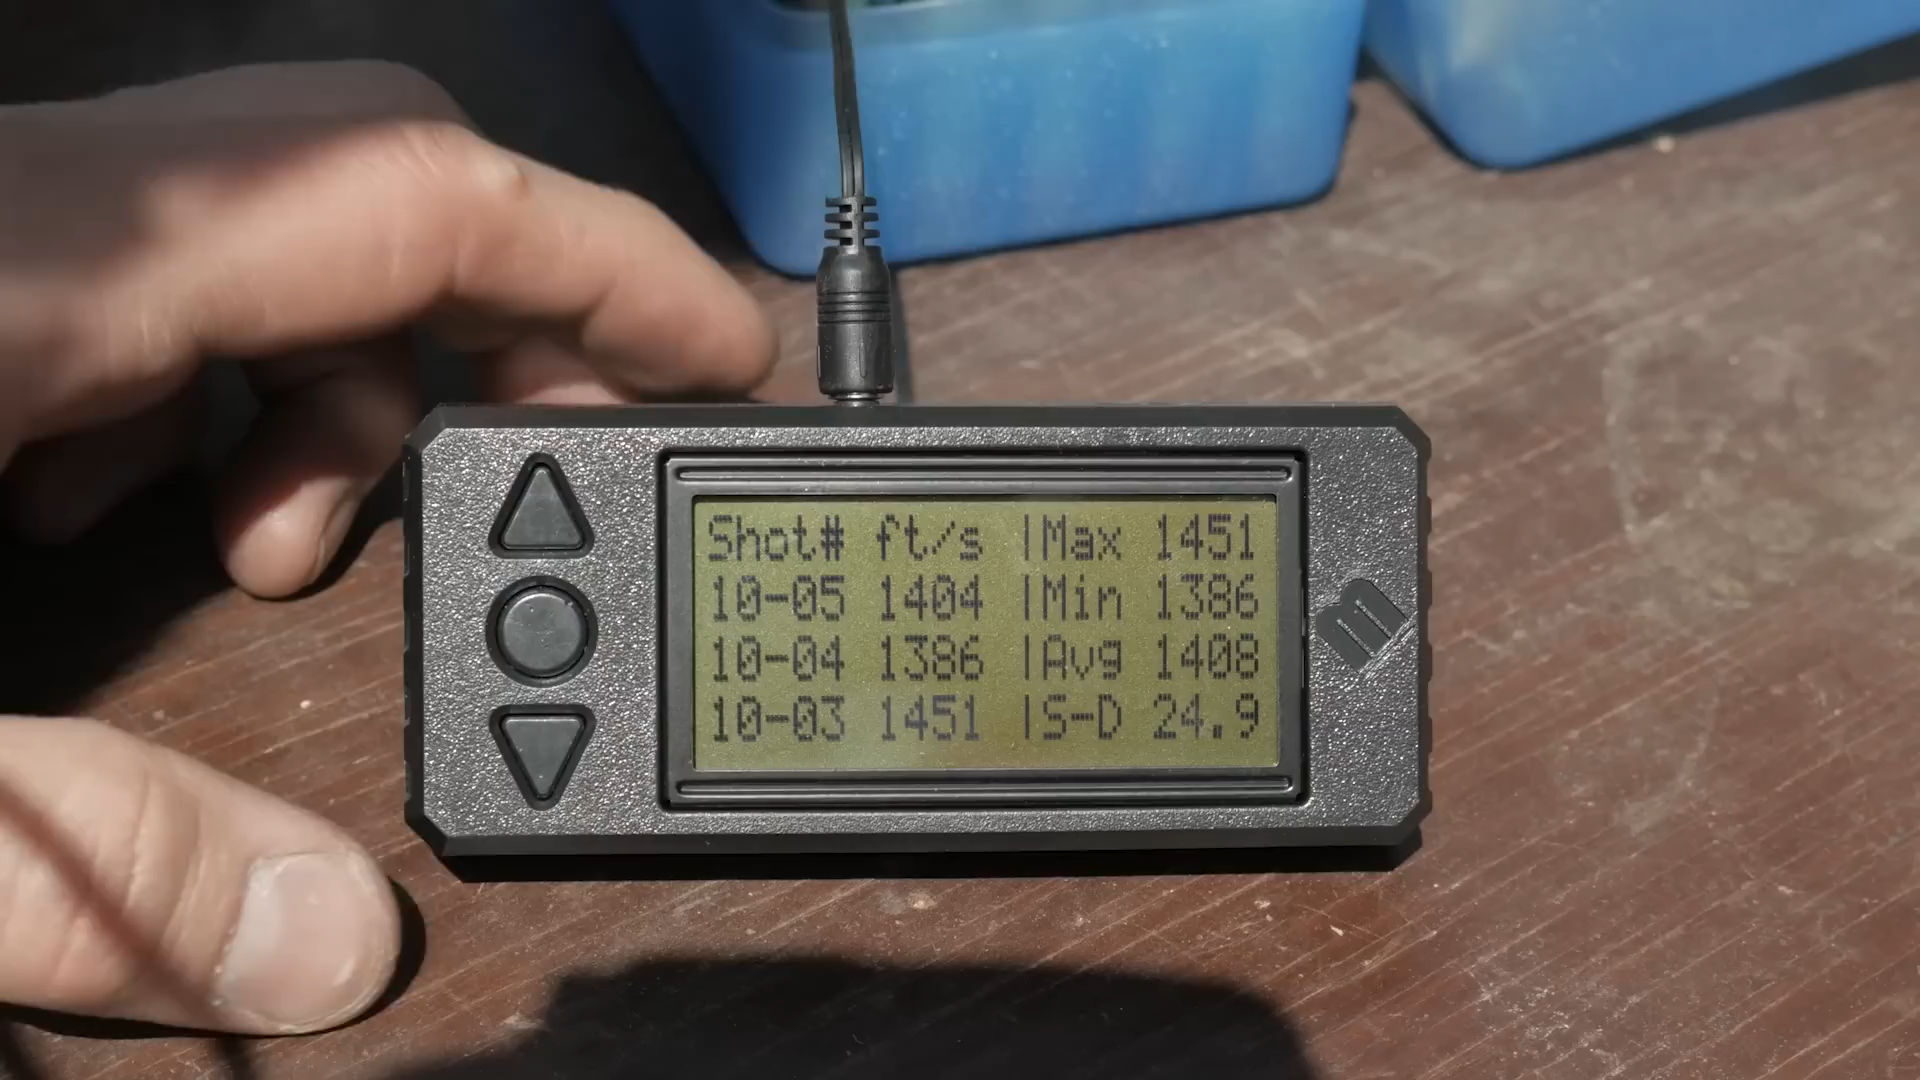 Shot# ft/s |Max 1451
10-05 1404 |Min 1386
10-04 1386 |Avg 1408
10-03 1451 |S-D 24.9